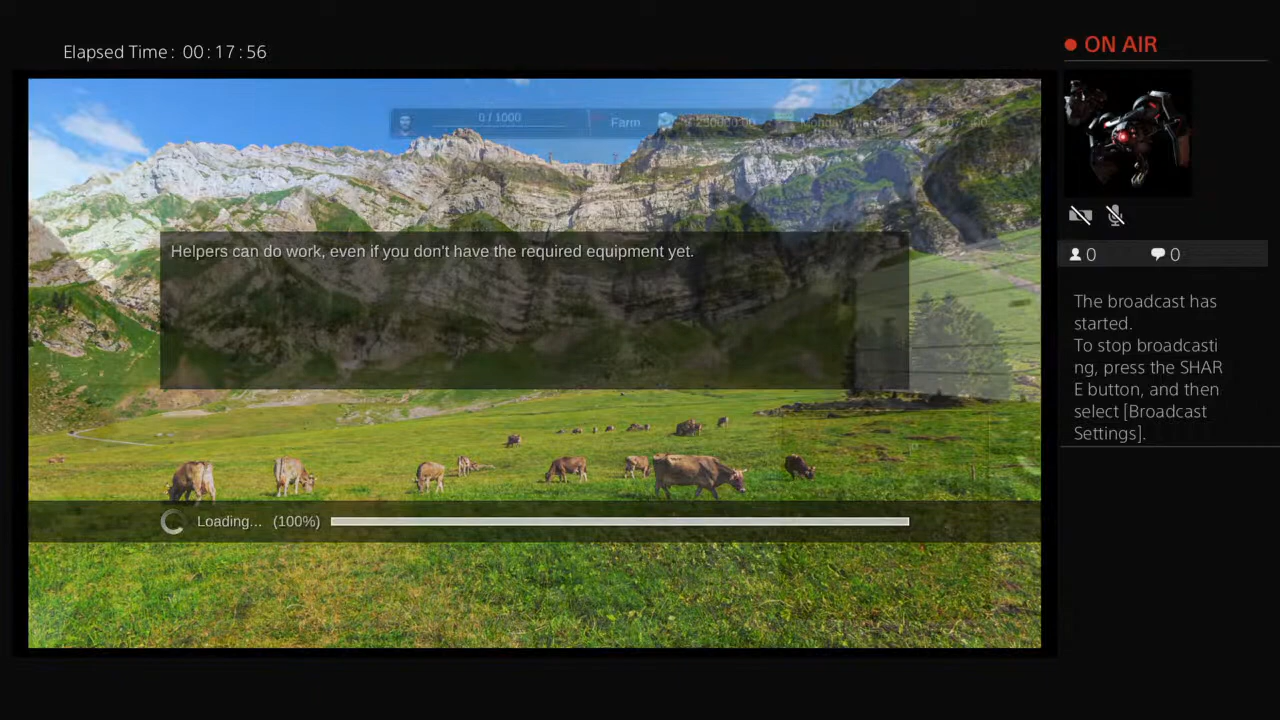 Elapsed Time: 00:17:56
ON AIR
0 / 1000
Farm
Helpers can do work, even if you don't have the required equipment yet.
0
0
The broadcast has
started.
To stop broadcasti
ng, press the SHAR
E button, and then
select [Broadcast
Settings].
Loading... (100%)